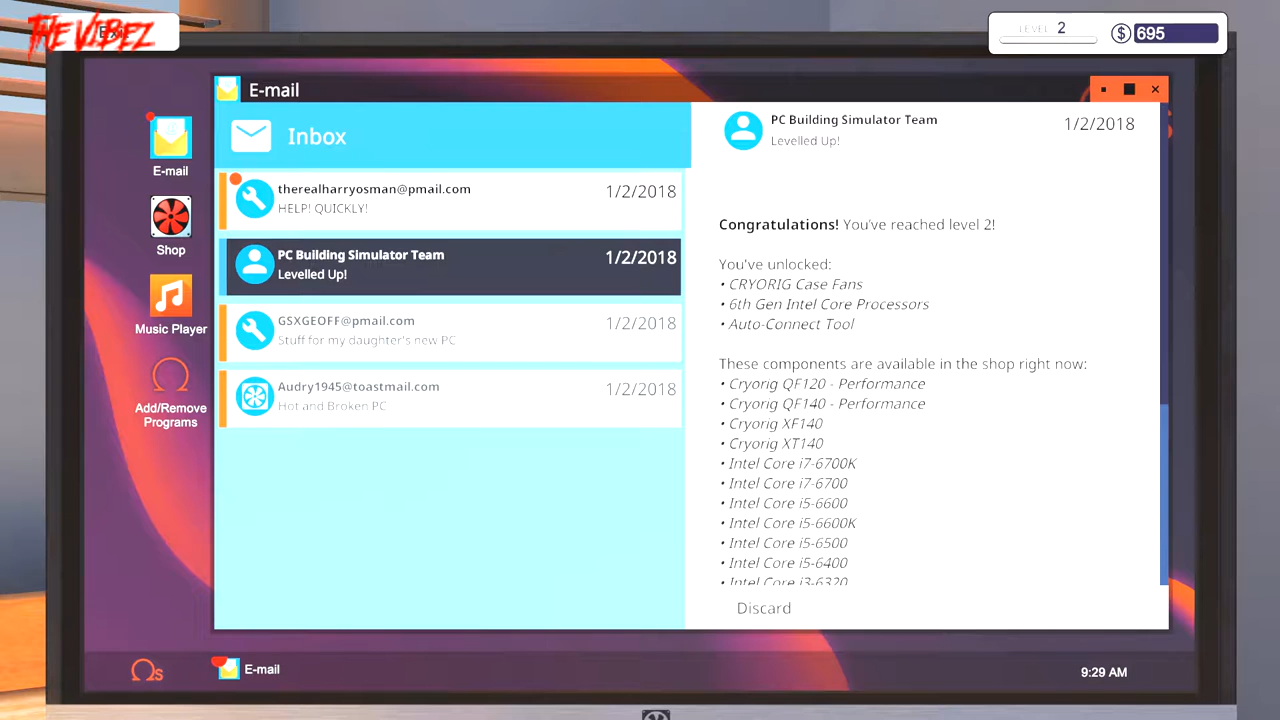 THE VIBEZ
LEVEL 2
$ 695
E-mail
E-mail
Shop
Music Player
Add/Remove
Programs
Inbox
therealharryosman@pmail.com 1/2/2018
HELP! QUICKLY!
PC Building Simulator Team 1/2/2018
Levelled Up!
GSXGEOFF@pmail.com 1/2/2018
Stuff for my daughter's new PC
Audry1945@toastmail.com 1/2/2018
Hot and Broken PC
PC Building Simulator Team 1/2/2018
Levelled Up!
Congratulations! You've reached level 2!
You've unlocked:
• CRYORIG Case Fans
• 6th Gen Intel Core Processors
• Auto-Connect Tool
These components are available in the shop right now:
• Cryorig QF120 - Performance
• Cryorig QF140 - Performance
• Cryorig XF140
• Cryorig XT140
• Intel Core i7-6700K
• Intel Core i7-6700
• Intel Core i5-6600
• Intel Core i5-6600K
• Intel Core i5-6500
• Intel Core i5-6400
• Intel Core i3-6320
Discard
Ωs
E-mail
9:29 AM